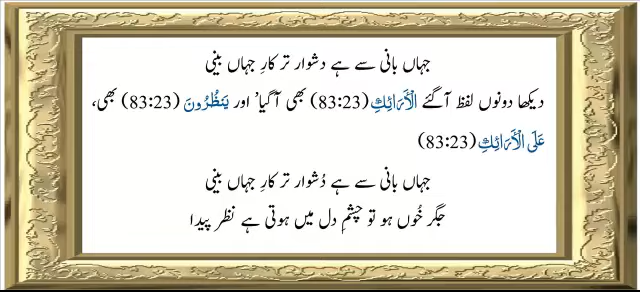 جہاں بانی سے ہے دشوار تر کارِ جہاں بینی
دیکھا دونوں لفظ آگئے الْأَرَائِكِ (83:23) بھی آگیا' اور يَنظُرُونَ (83:23) بھی،
عَلَى الْأَرَائِكِ (83:23)
جہاں بانی سے ہے دُشوار تر کارِ جہاں بینی
جگر خُوں ہو تو چشمِ دل میں ہوتی ہے نظر پیدا